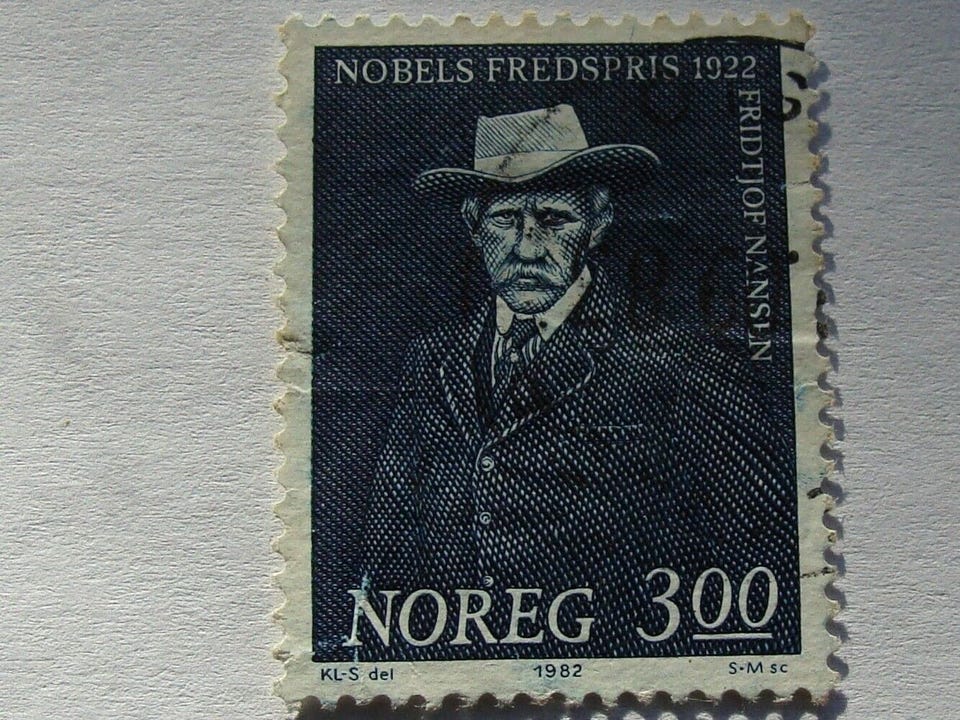 NOBELS FREDSPRIS 1922
FRIDTJOF NANSEN
NOREG 3.00
KL-S del 1982 S·M sc